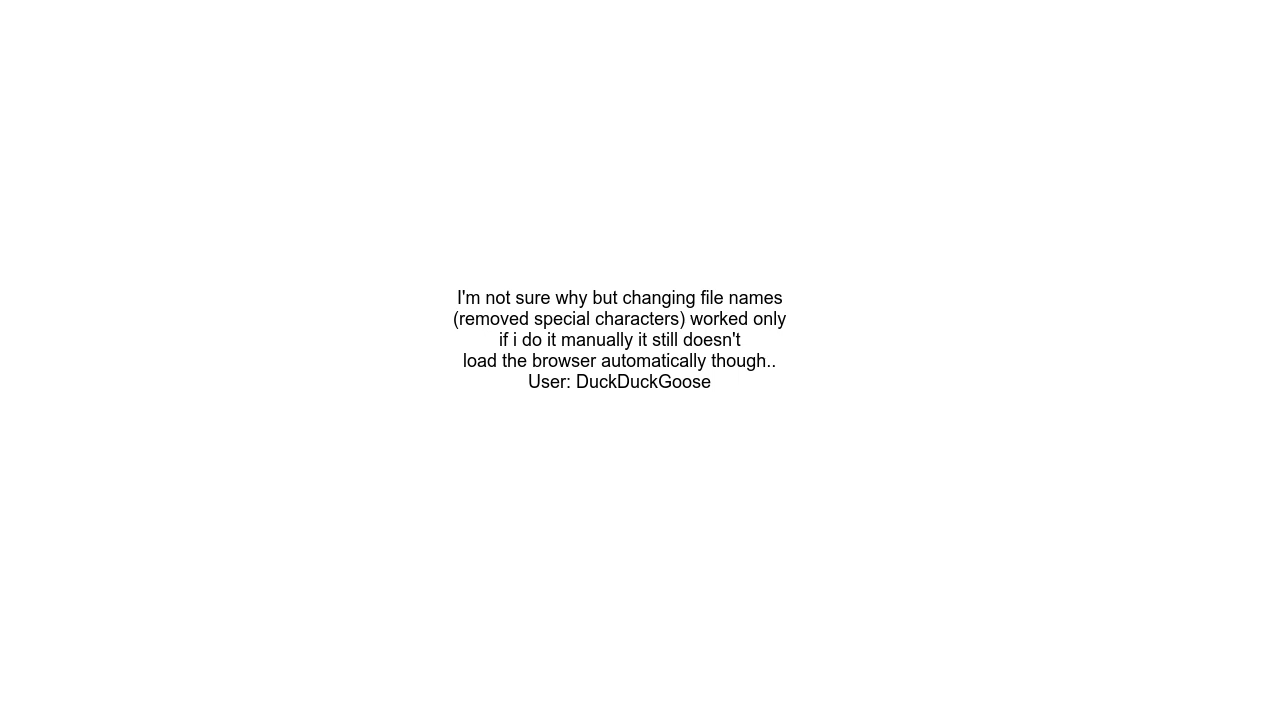 I'm not sure why but changing file names
(removed special characters) worked only
if i do it manually it still doesn't
load the browser automatically though..
User: DuckDuckGoose